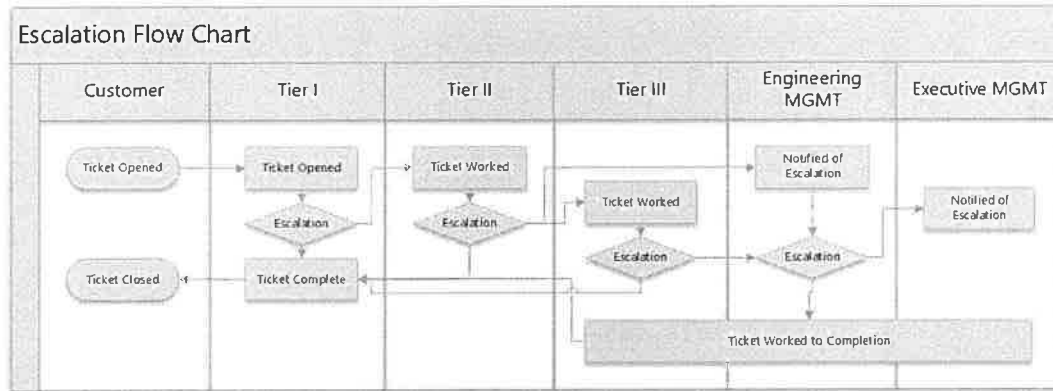 Escalation Flow Chart
Customer
Tier I
Tier II
Tier III
Engineering
MGMT
Executive MGMT
Ticket Opened
Ticket Opened
Ticket Worked
Notified of
Escalation
Ticket Worked
Notified of
Escalation
Escalation
Escalation
Escalation
Escalation
Ticket Closed
Ticket Complete
Ticket Worked to Completion